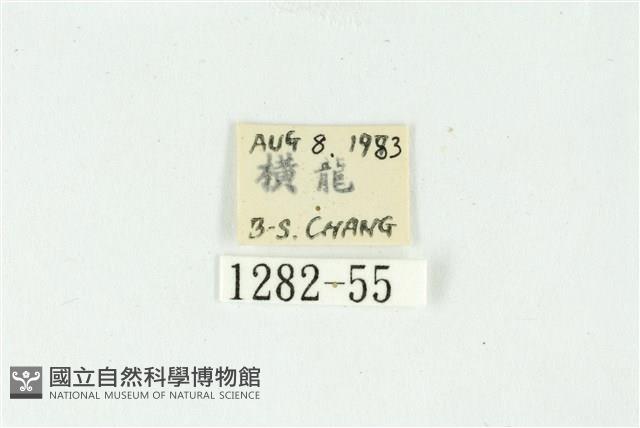 AUG 8. 1983
橫龍
B-S. CHANG
1282-55
國立自然科學博物館
NATIONAL MUSEUM OF NATURAL SCIENCE